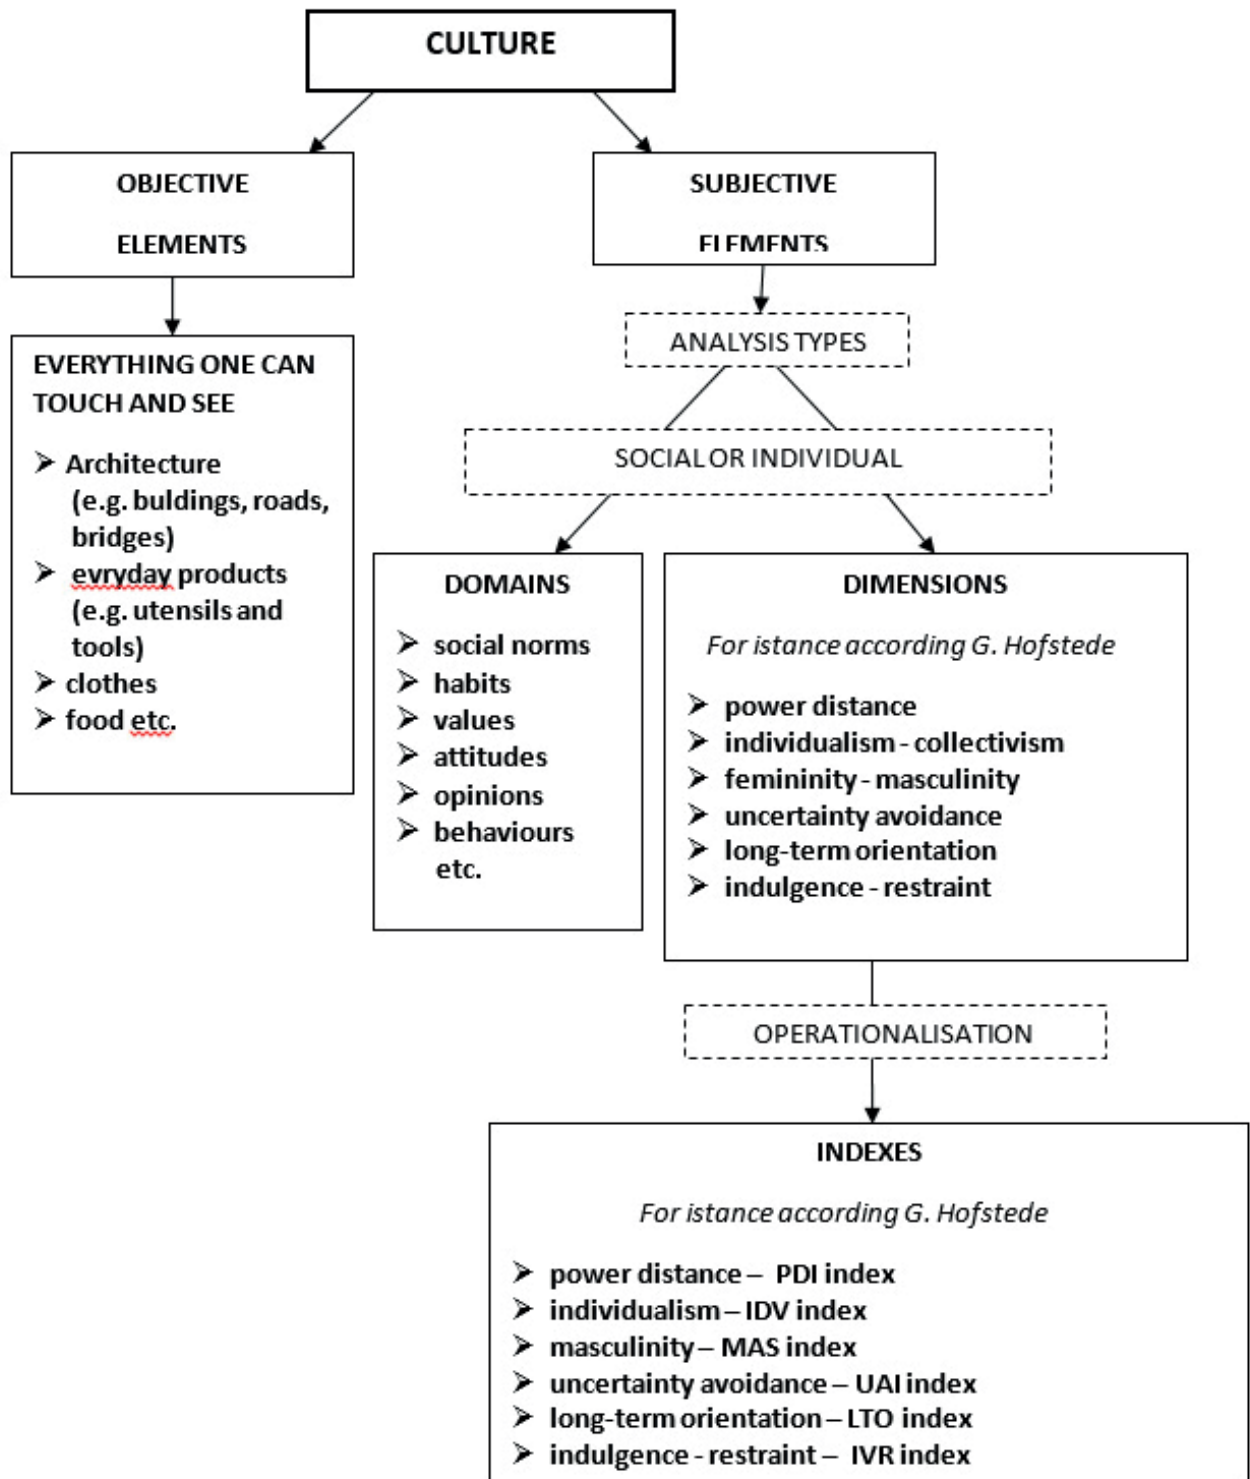 CULTURE
OBJECTIVE
ELEMENTS
SUBJECTIVE
ELEMENTS
EVERYTHING ONE CAN
TOUCH AND SEE
➢ Architecture
(e.g. buldings, roads,
bridges)
➢ evryday products
(e.g. utensils and
tools)
➢ clothes
➢ food etc.
ANALYSIS TYPES
SOCIAL OR INDIVIDUAL
DOMAINS
➢ social norms
➢ habits
➢ values
➢ attitudes
➢ opinions
➢ behaviours
etc.
DIMENSIONS
For istance according G. Hofstede
➢ power distance
➢ individualism - collectivism
➢ femininity - masculinity
➢ uncertainty avoidance
➢ long-term orientation
➢ indulgence - restraint
OPERATIONALISATION
INDEXES
For istance according G. Hofstede
➢ power distance – PDI index
➢ individualism – IDV index
➢ masculinity – MAS index
➢ uncertainty avoidance – UAI index
➢ long-term orientation – LTO index
➢ indulgence - restraint – IVR index